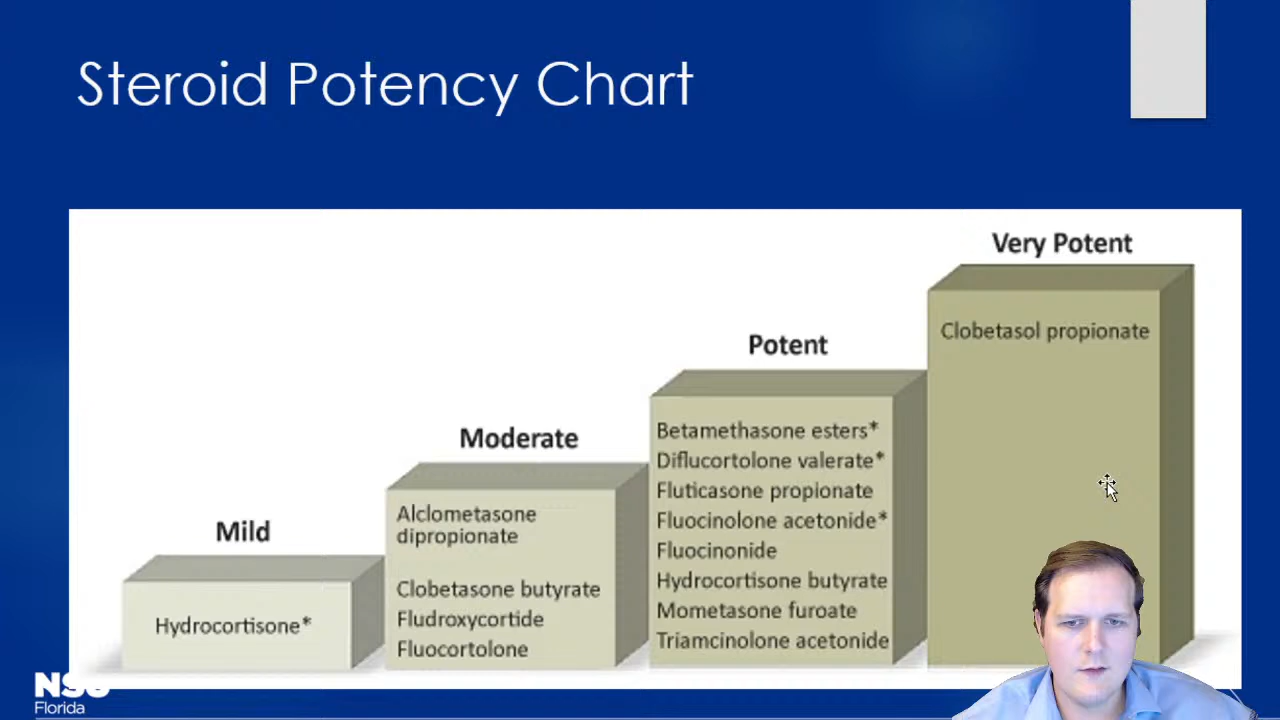 Steroid Potency Chart
Very Potent
Clobetasol propionate
Potent
Betamethasone esters*
Diflucortolone valerate*
Fluticasone propionate
Fluocinolone acetonide*
Fluocinonide
Hydrocortisone butyrate
Mometasone furoate
Triamcinolone acetonide
Moderate
Alclometasone
dipropionate
Clobetasone butyrate
Fludroxycortide
Fluocortolone
Mild
Hydrocortisone*
Florida